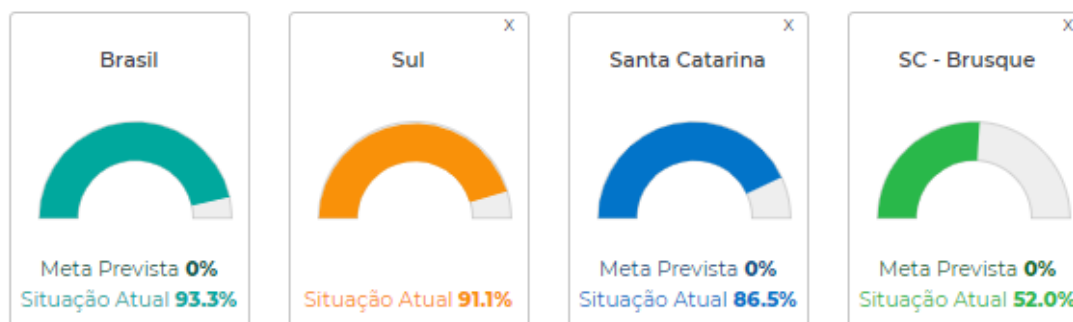 Brasil
Meta Prevista 0%
Situação Atual 93.3%
X
Sul
Situação Atual 91.1%
X
Santa Catarina
Meta Prevista 0%
Situação Atual 86.5%
X
SC - Brusque
Meta Prevista 0%
Situação Atual 52.0%